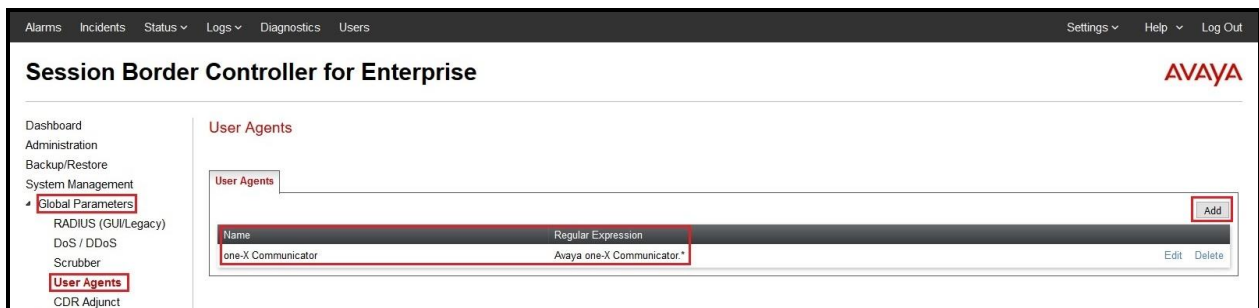 Alarms Incidents Status Logs Diagnostics Users Settings Help Log Out
Session Border Controller for Enterprise
AVAYA
Dashboard
Administration
Backup/Restore
System Management
Global Parameters
RADIUS (GUI/Legacy)
DoS / DDoS
Scrubber
User Agents
CDR Adjunct
User Agents
User Agents
Add
Name Regular Expression
one-X Communicator Avaya one-X Communicator.* Edit Delete